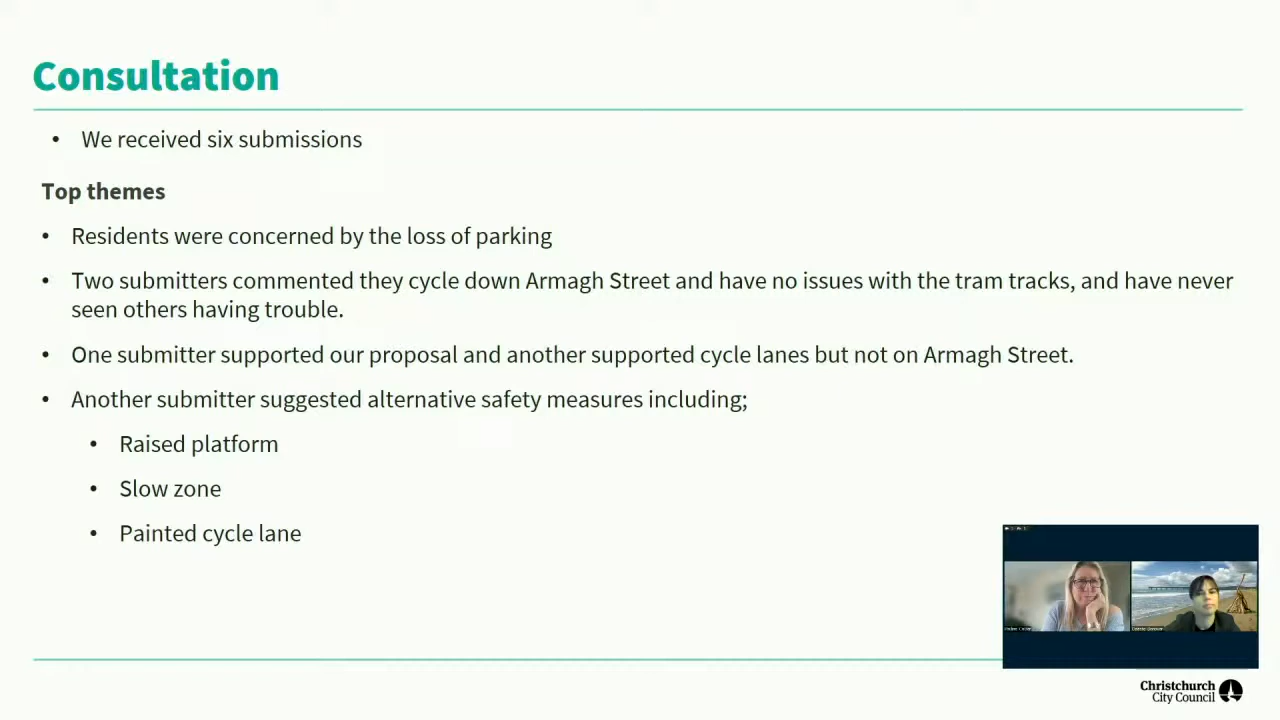 Consultation
• We received six submissions
Top themes
• Residents were concerned by the loss of parking
• Two submitters commented they cycle down Armagh Street and have no issues with the tram tracks, and have never
seen others having trouble.
• One submitter supported our proposal and another supported cycle lanes but not on Armagh Street.
• Another submitter suggested alternative safety measures including;
• Raised platform
• Slow zone
• Painted cycle lane
Christchurch
City Council